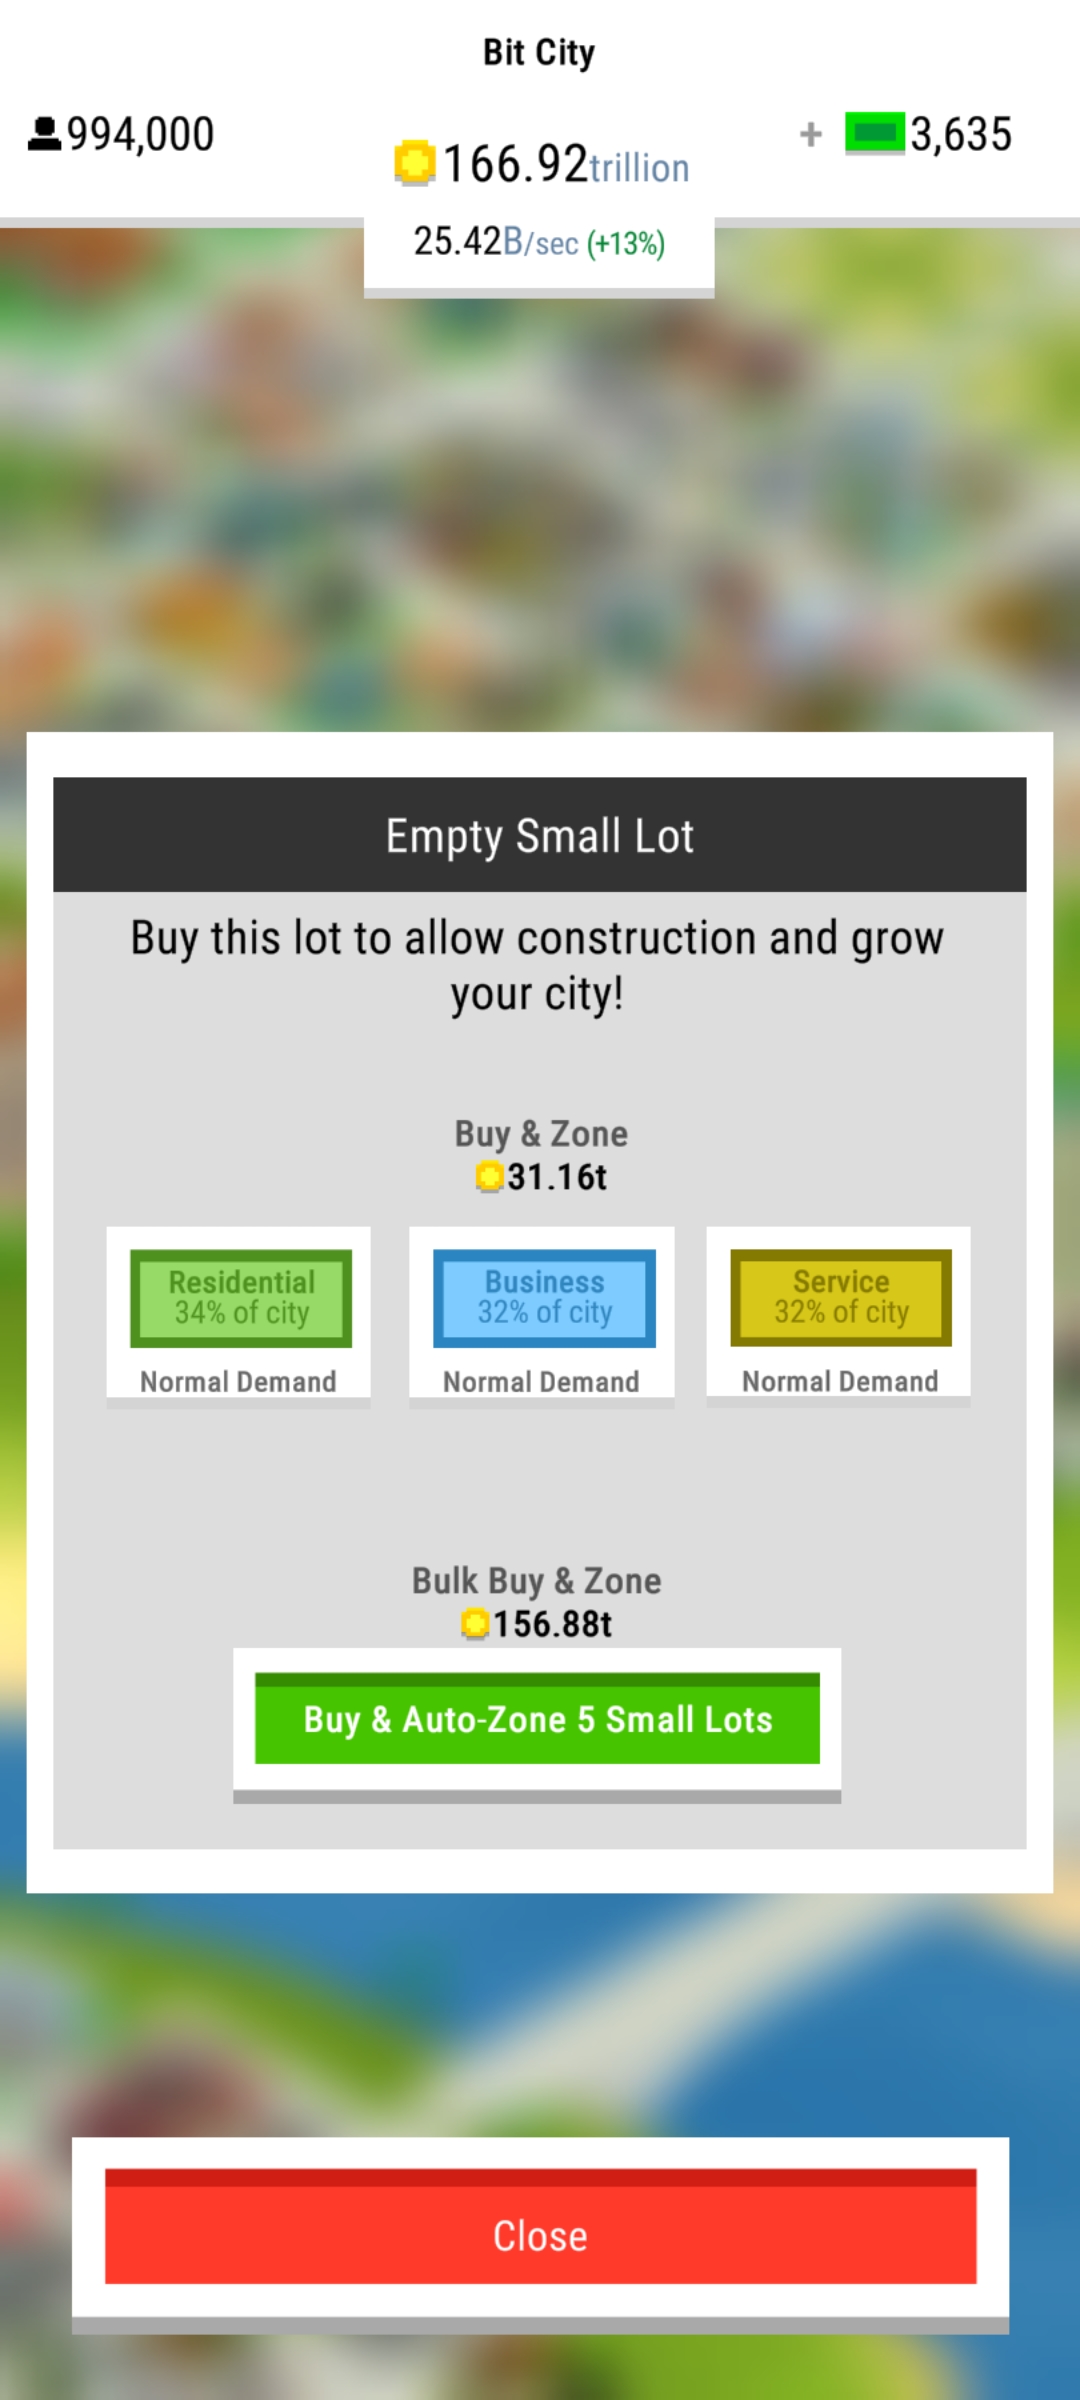 Bit City
994,000
166.92trillion
+ 3,635
25.42B/sec (+13%)
Empty Small Lot
Buy this lot to allow construction and grow
your city!
Buy & Zone
31.16t
Residential
34% of city
Normal Demand
Business
32% of city
Normal Demand
Service
32% of city
Normal Demand
Bulk Buy & Zone
156.88t
Buy & Auto-Zone 5 Small Lots
Close